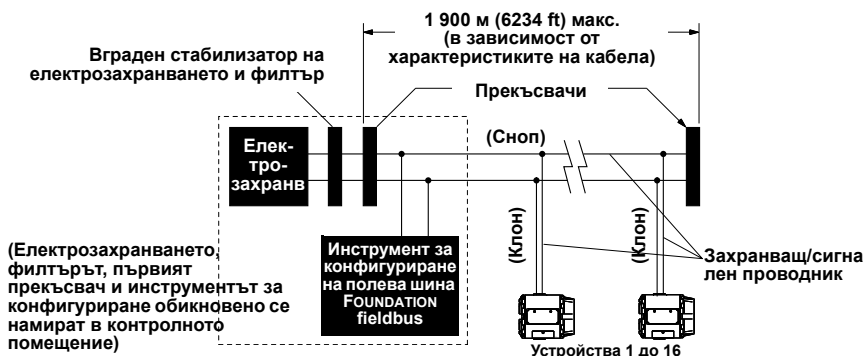 1 900 м (6234 ft) макс.
(в зависимост от
характеристиките на кабела)
Вграден стабилизатор на
електрозахранването и филтър
Прекъсвачи
Елек-
тро-
захранв
(Сноп)
(Клон)
(Клон)
Захранващ/сигна
лен проводник
Инструмент за
конфигуриране
на полева шина
FOUNDATION
fieldbus
(Електрозахранването,
филтърът, първият
прекъсвач и инструментът за
конфигуриране обикновено се
намират в контролното
помещение)
Устройства 1 до 16